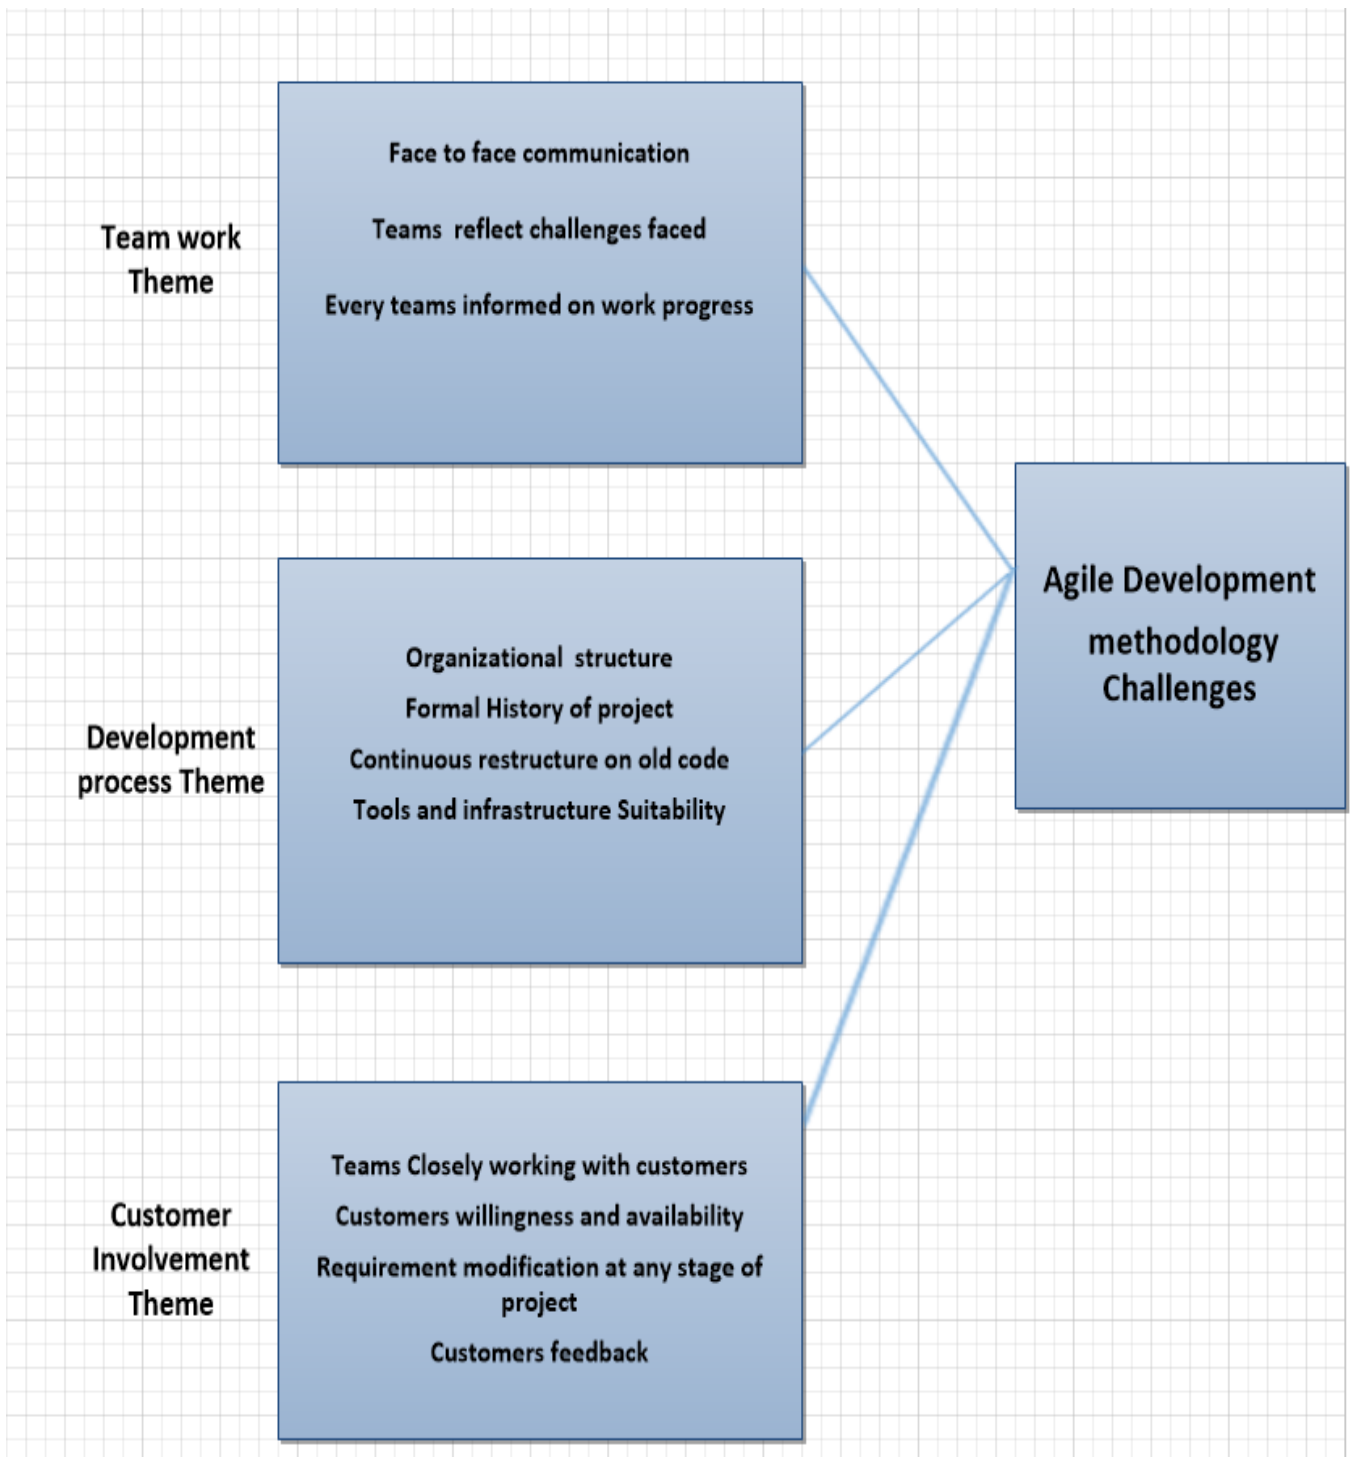 Team work
Theme
Face to face communication
Teams reflect challenges faced
Every teams informed on work progress
Development
process Theme
Organizational structure
Formal History of project
Continuous restructure on old code
Tools and infrastructure Suitability
Customer
Involvement
Theme
Teams Closely working with customers
Customers willingness and availability
Requirement modification at any stage of
project
Customers feedback
Agile Development
methodology
Challenges